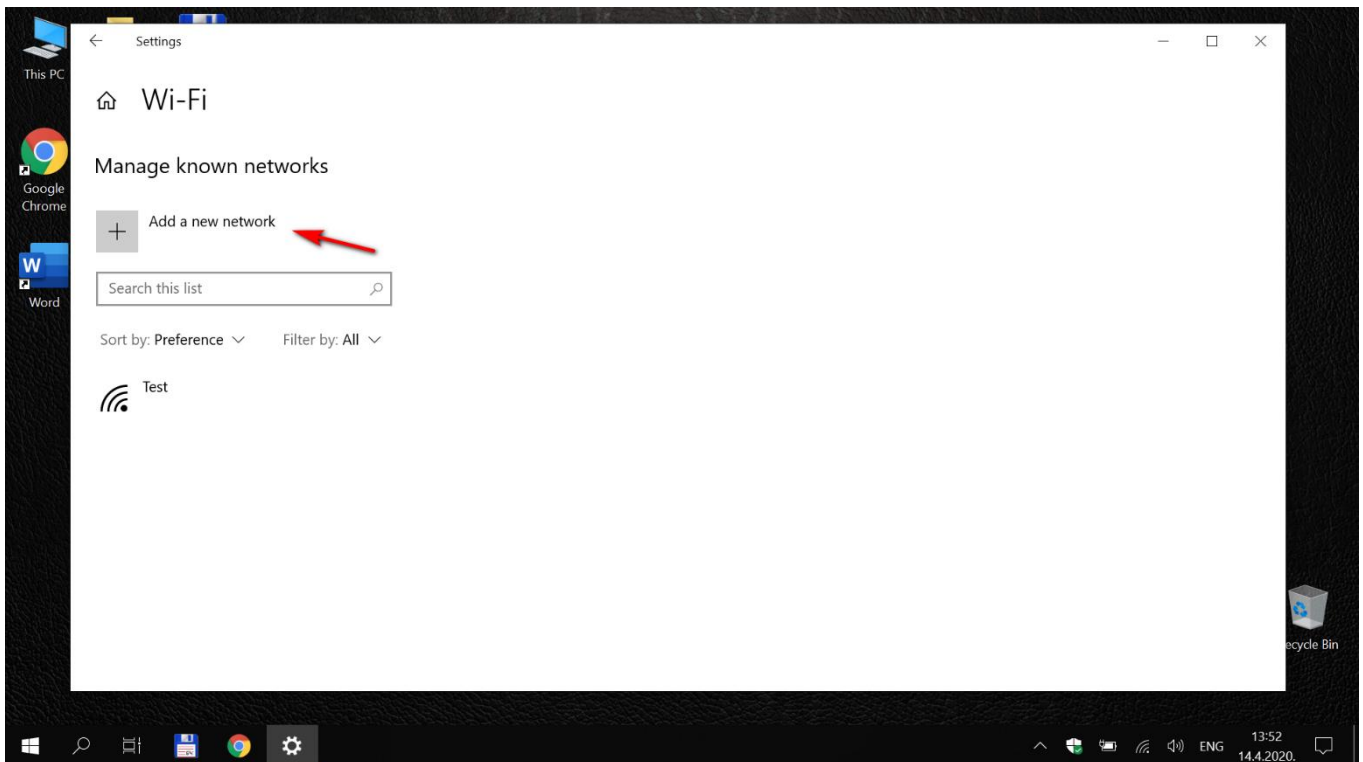 This PC
Google
Chrome
W
Word
Settings
Wi-Fi
Manage known networks
Add a new network
Search this list
Sort by: Preference
Filter by: All
Test
ecycle Bin
64
ENG
13:52
14.4.2020.